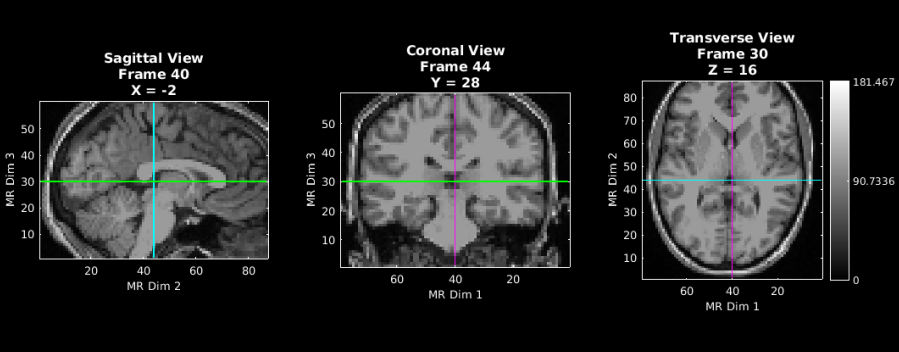 Sagittal View
Frame 40
X = -2
MR Dim 3
50
40
30
20
10
20
40
60
80
MR Dim 2
Coronal View
Frame 44
Y = 28
MR Dim 3
50
40
30
20
10
60
40
20
MR Dim 1
Transverse View
Frame 30
Z = 16
MR Dim 2
80
70
60
50
40
30
20
10
60
40
20
MR Dim 1
181.467
90.7336
0